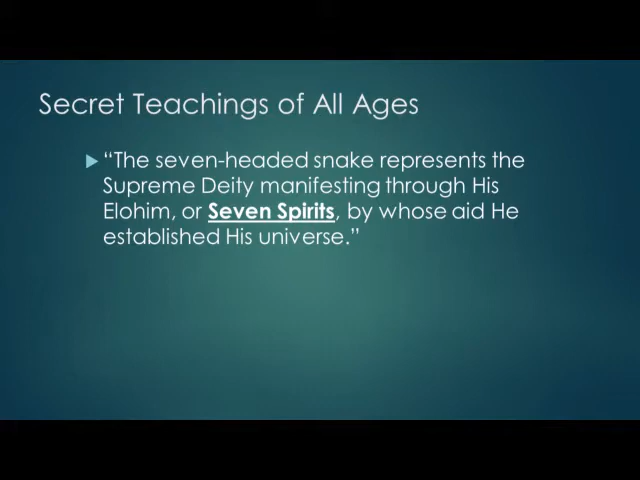 Secret Teachings of All Ages
“The seven-headed snake represents the
Supreme Deity manifesting through His
Elohim, or Seven Spirits, by whose aid He
established His universe.”